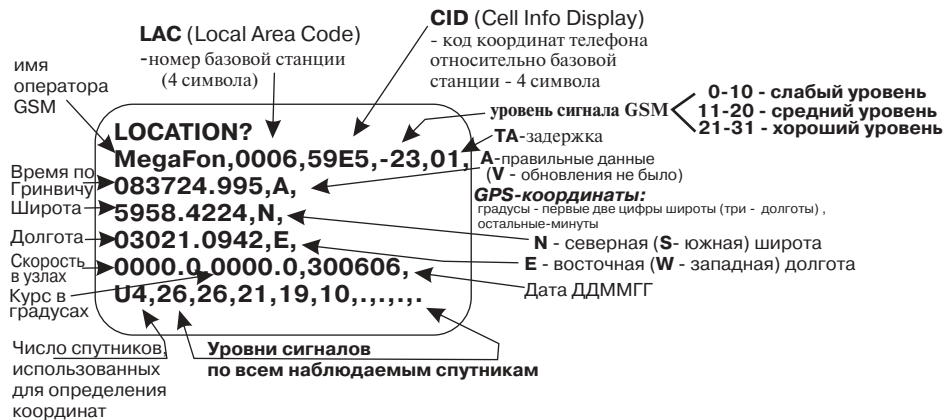 LAC (Local Area Code)
-номер базовой станции
(4 символа)
CID (Cell Info Display)
- код координат телефона
относительно базовой
станции - 4 символа
имя
оператора
GSM
уровень сигнала GSM
0-10 - слабый уровень
11-20 - средний уровень
21-31 - хороший уровень
TA-задержка
A-правильные данные
(V - обновления не было)
GPS-координаты:
градусы - первые две цифры широты (три - долготы) ,
остальные-минуты
N - северная (S- южная) широта
E - восточная (W - западная) долгота
Дата ДДММГГ
LOCATION?
MegaFon,0006,59E5,-23,01,
083724.995,A,
5958.4224,N,
03021.0942,E,
0000.0,0000.0,300606,
U4,26,26,21,19,10,.,.,.,.
Время по
Гринвичу
Широта
Долгота
Скорость
в узлах
Курс в
градусах
Число спутников,
использованных
для определения
координат
Уровни сигналов
по всем наблюдаемым спутникам